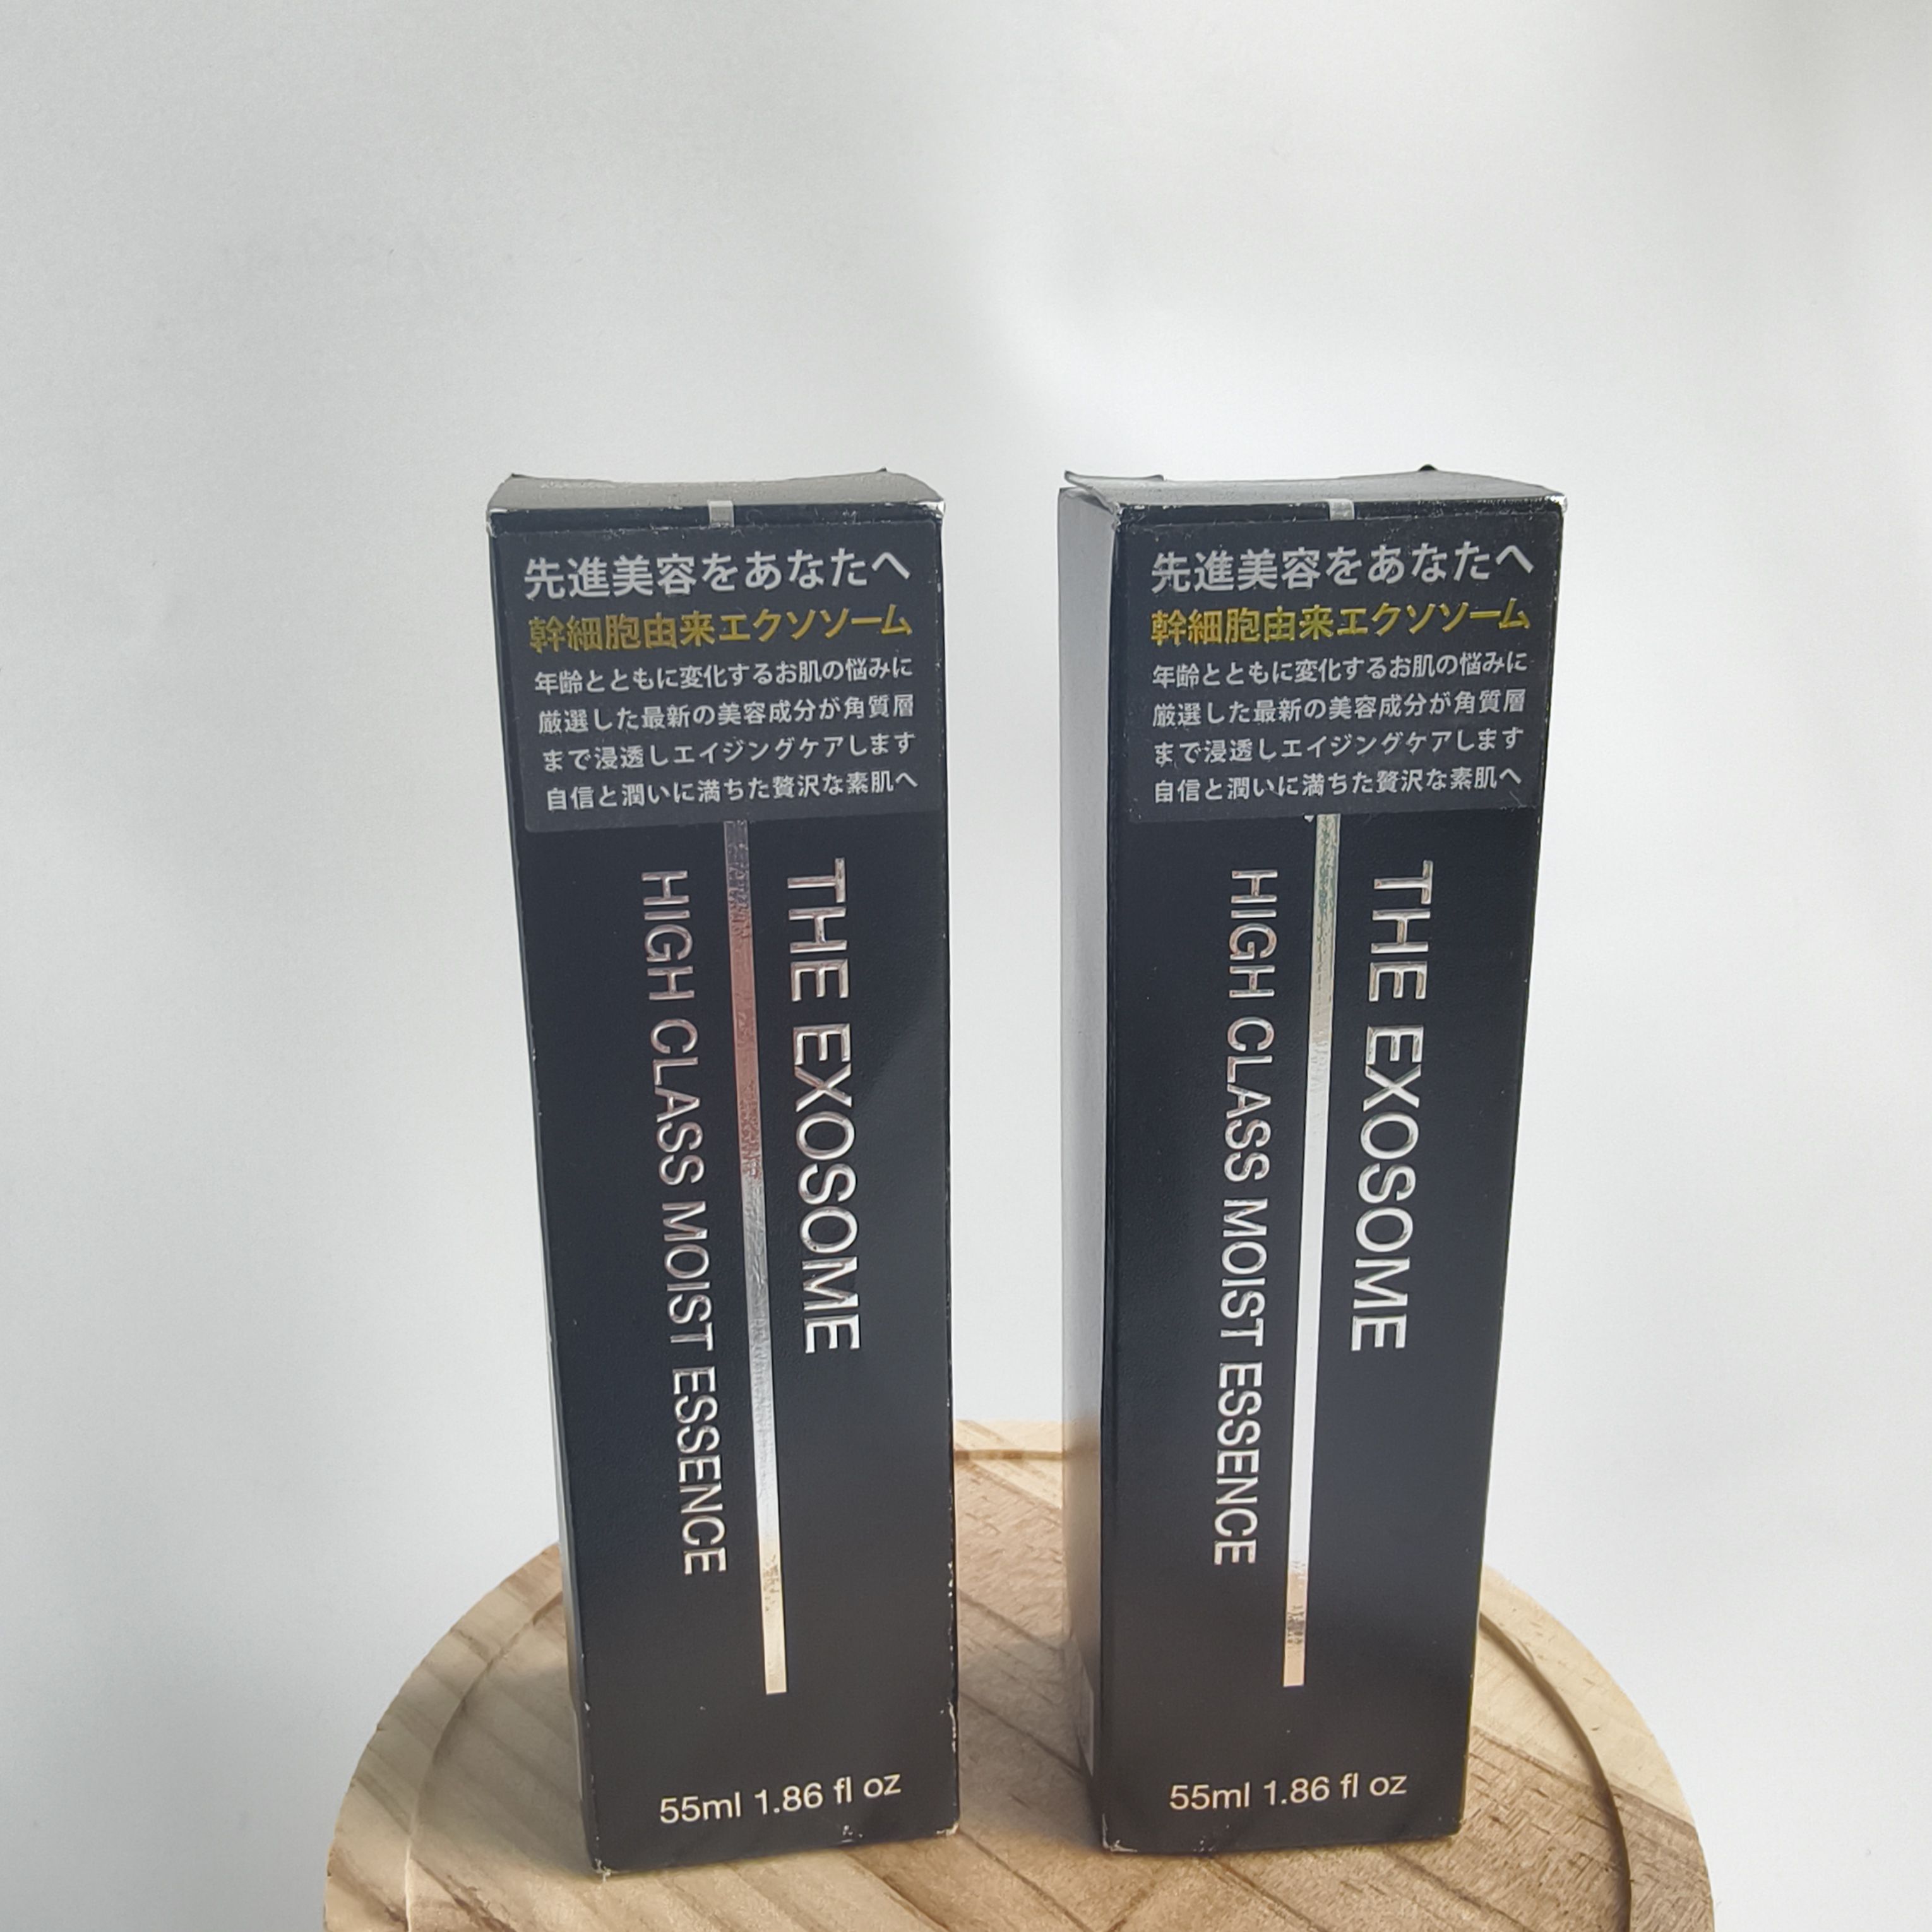 先進美容をあなたへ
幹細胞由来エクソソーム
年齢とともに変化するお肌の悩みに
厳選した最新の美容成分が角質層
まで浸透しエイジングケアします
自信と潤いに満ちた贅沢な素肌へ
THE EXOSOME
HIGH CLASS MOIST ESSENCE
55ml 1.86 fl oz
先進美容をあなたへ
幹細胞由来エクソソーム
年齢とともに変化するお肌の悩みに
厳選した最新の美容成分が角質層
まで浸透しエイジングケアします
自信と潤いに満ちた贅沢な素肌へ
THE EXOSOME
HIGH CLASS MOIST ESSENCE
55ml 1.86 fl oz